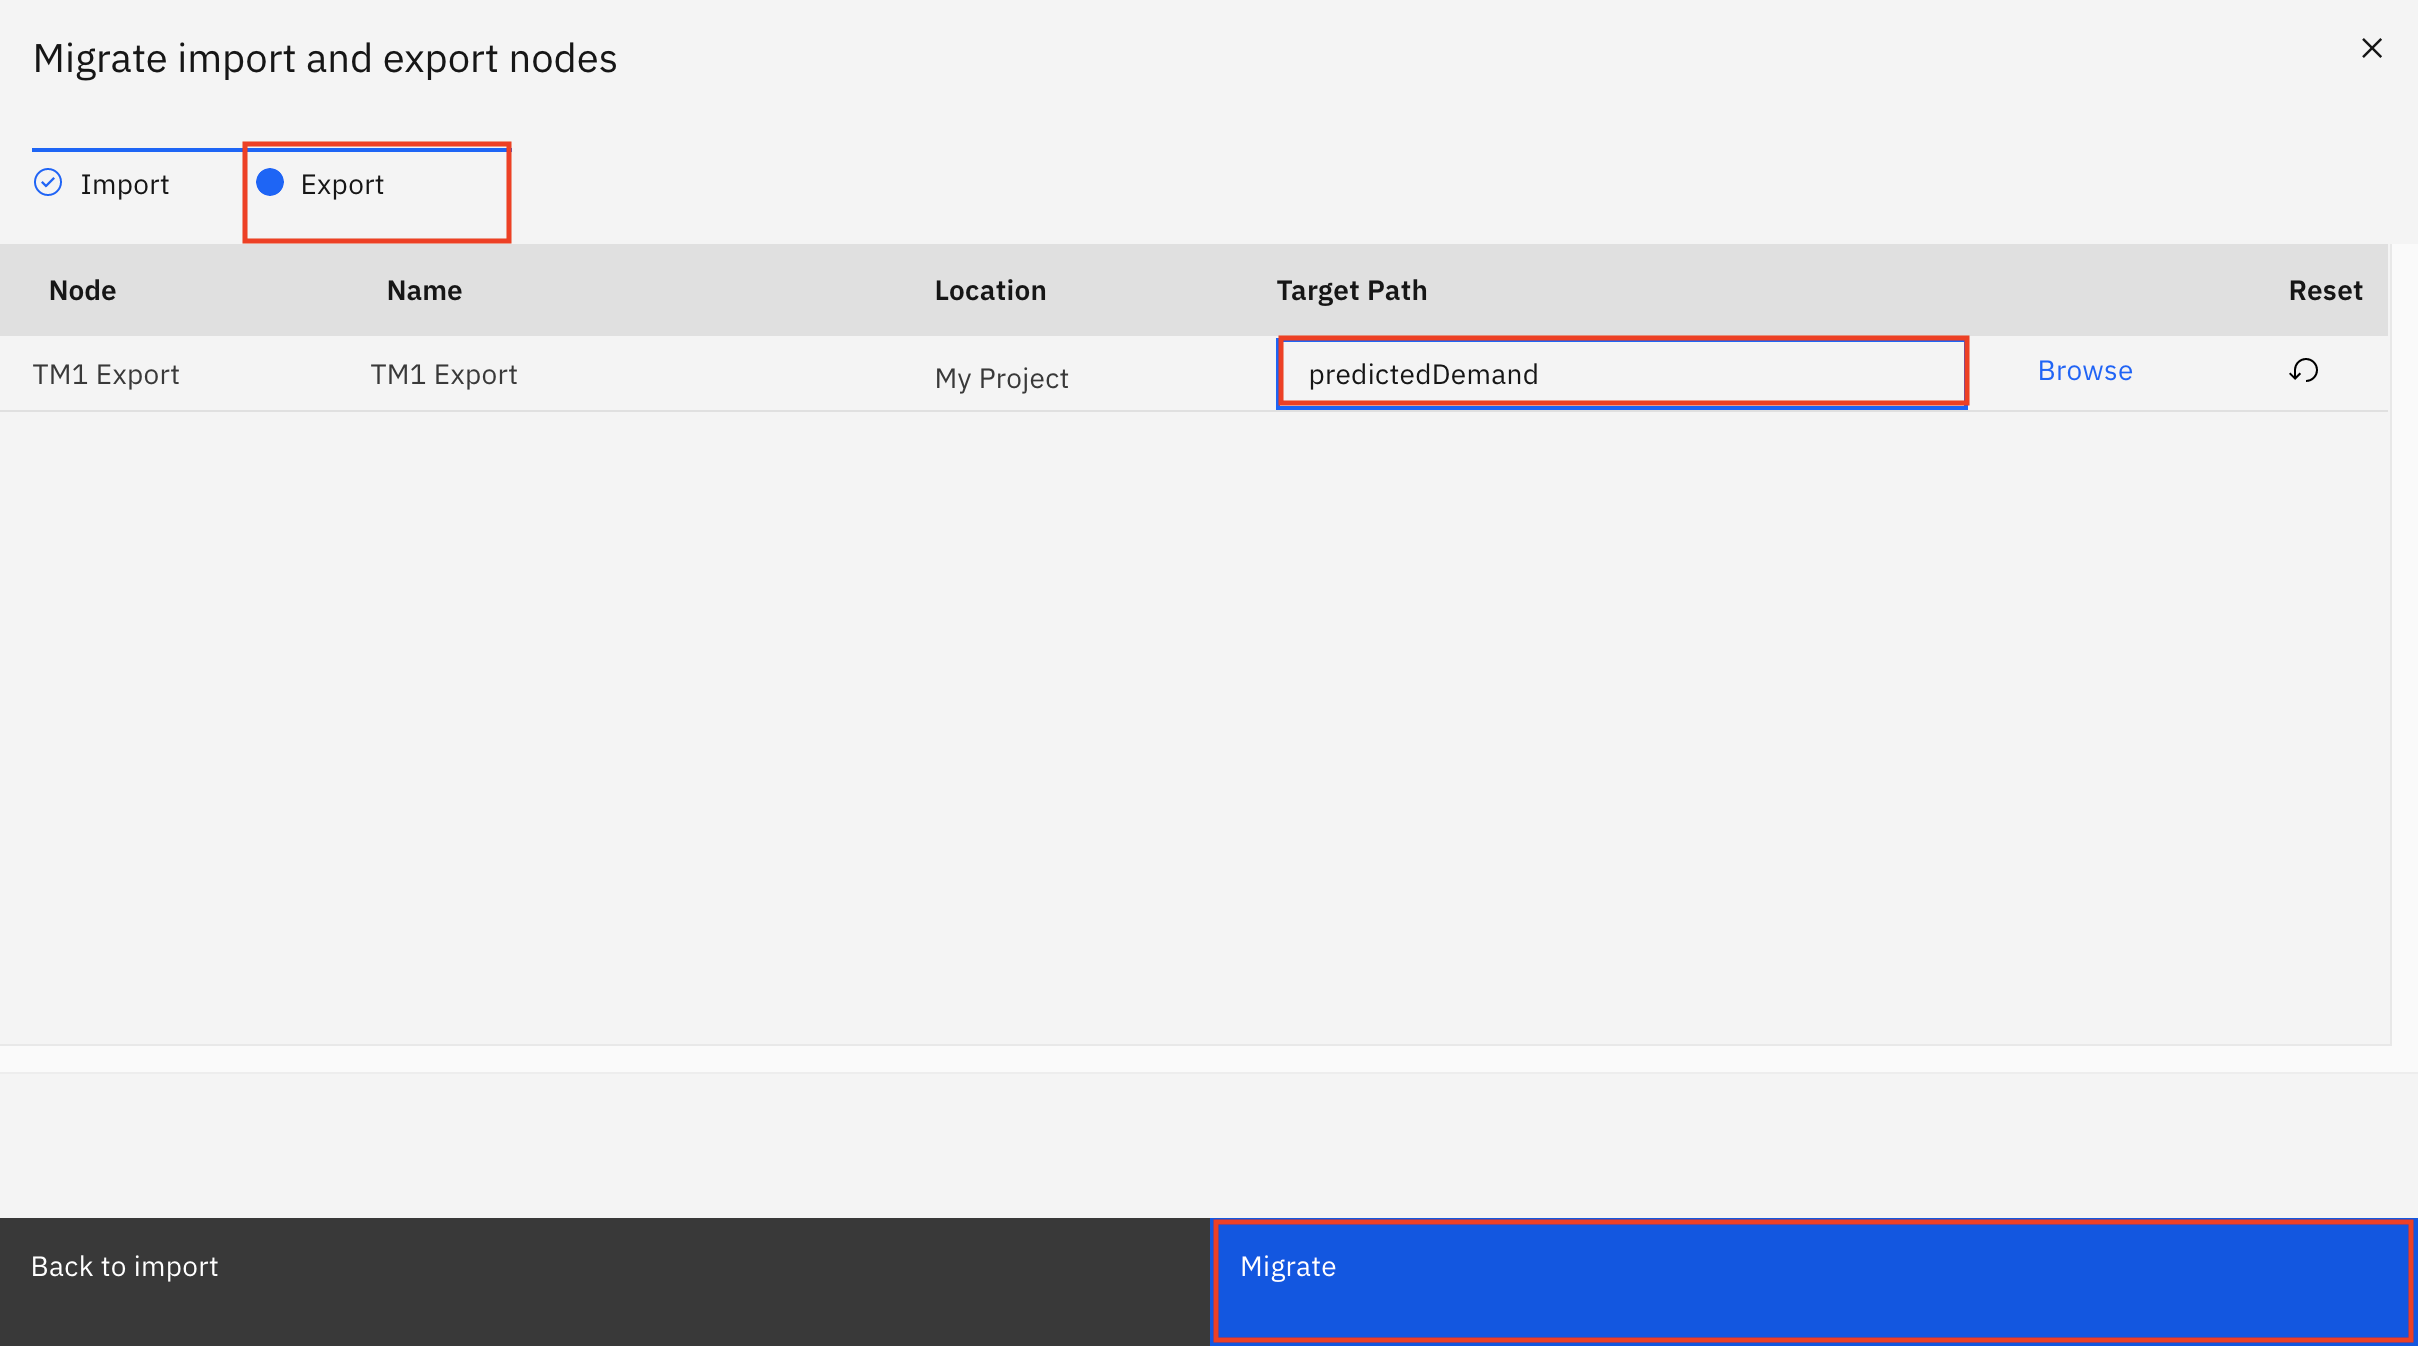 Migrate import and export nodes
Import
Export
Node Name Location Target Path Reset
TM1 Export TM1 Export My Project predictedDemand Browse
Back to import
Migrate